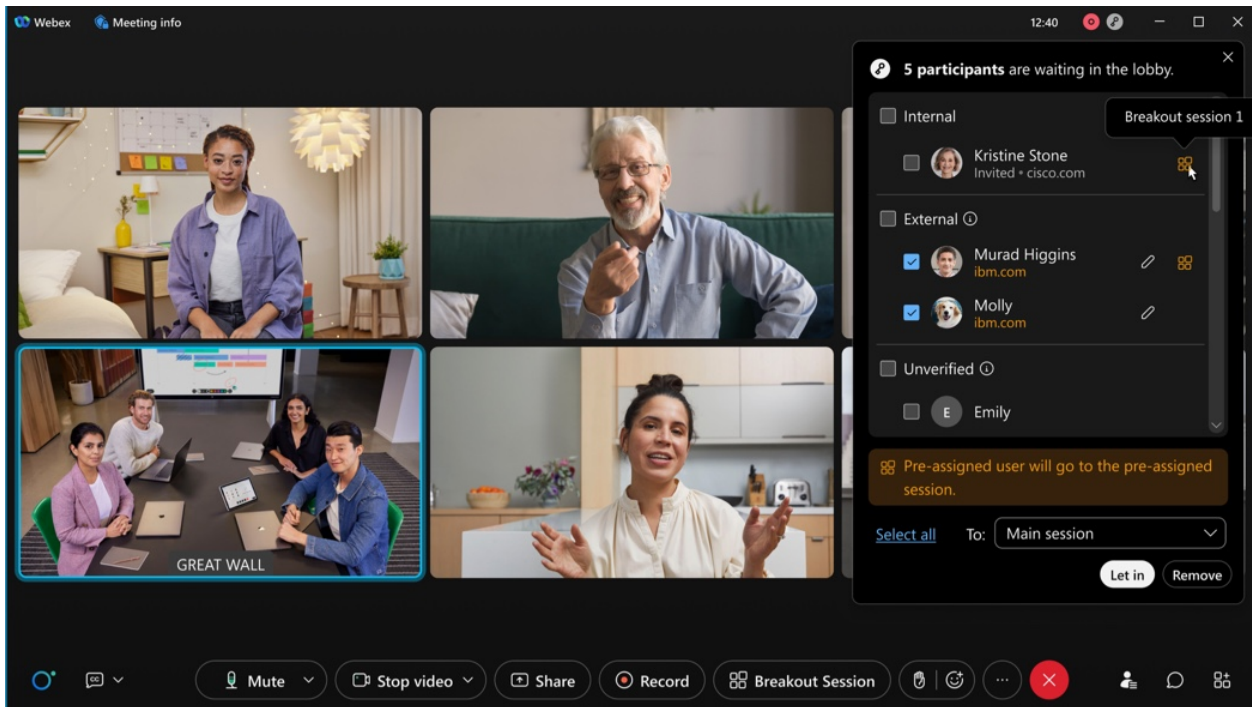 Webex
Meeting info
12:40
5 participants are waiting in the lobby.
Internal
Breakout session 1
Kristine Stone
Invited • cisco.com
External
Murad Higgins
ibm.com
Molly
ibm.com
Unverified
E
Emily
Pre-assigned user will go to the pre-assigned
session.
Select all
To:
Main session
Let in
Remove
GREAT WALL
CC
Mute
Stop video
Share
Record
Breakout Session